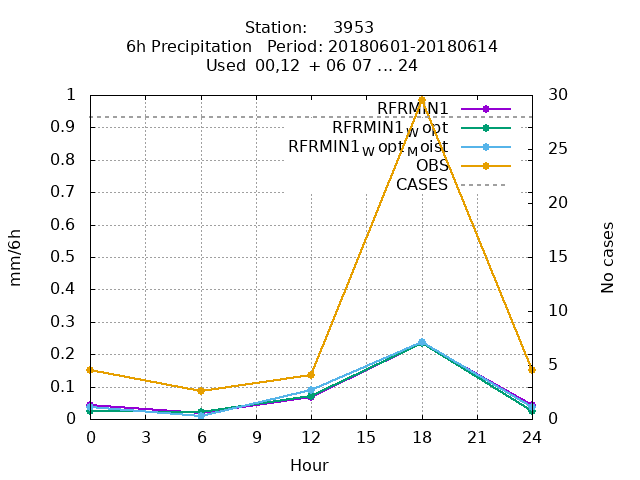 Station: 3953
6h Precipitation Period: 20180601-20180614
Used 00,12 + 06 07 ... 24
1
0.9
0.8
0.7
0.6
0.5
0.4
0.3
0.2
0.1
0
mm/6h
RFRMIN1
RFRMIN1_W opt
RFRMIN1_W opt_M oist
OBS
CASES
30
25
20
15
10
5
0
No cases
0 3 6 9 12 15 18 21 24
Hour